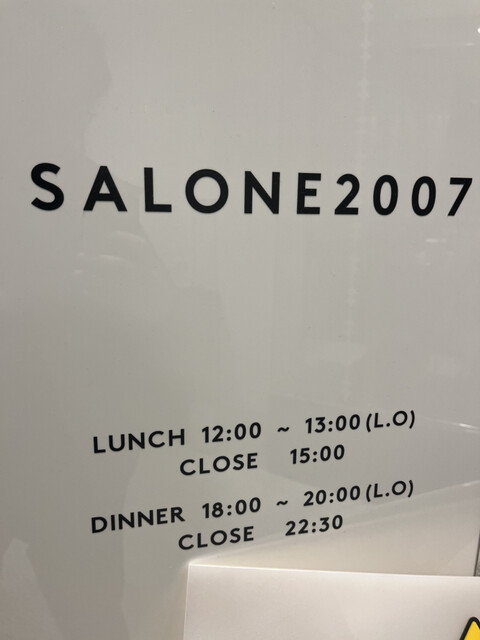 SALONE2007
LUNCH 12:00 ~ 13:00(L.O)
CLOSE 15:00
DINNER 18:00 ~ 20:00(L.O)
CLOSE 22:30